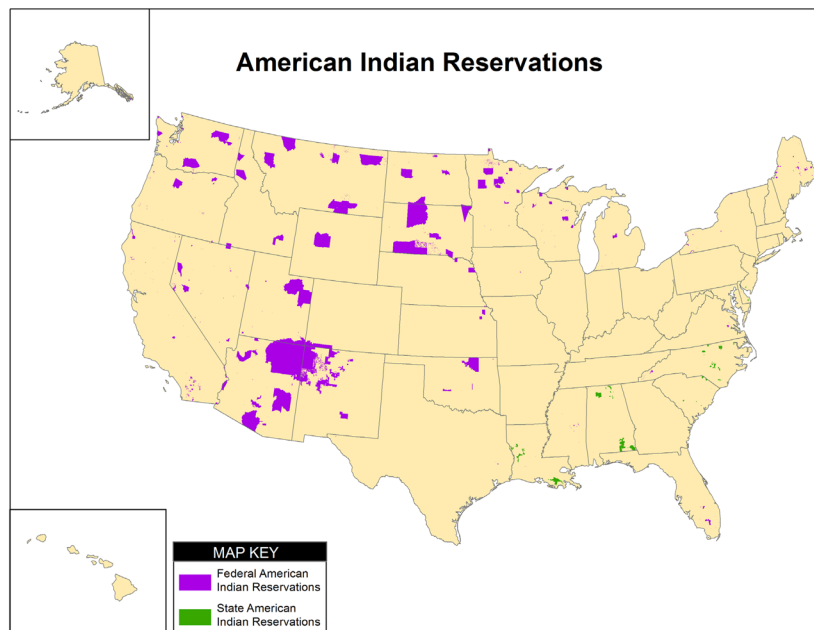 American Indian Reservations
MAP KEY
Federal American
Indian Reservations
State American
Indian Reservations